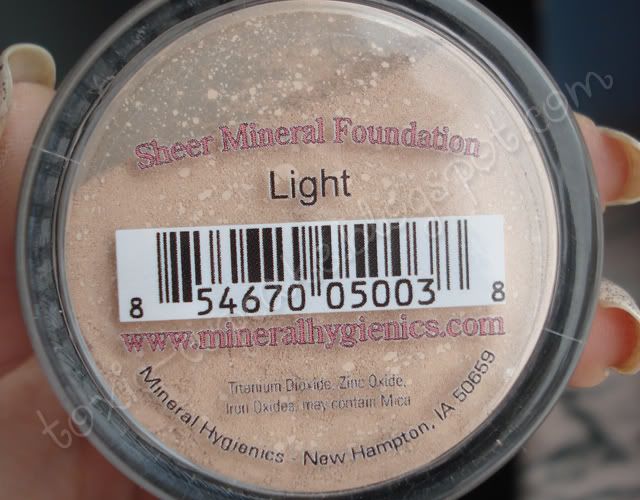 Sheer Mineral Foundation
Light
8 54670 05003 8
www.mineralhygienics.com
Titanium Dioxide, Zinc Oxide,
Iron Oxides, may contain Mica
Mineral Hygienics - New Hampton, IA 50659